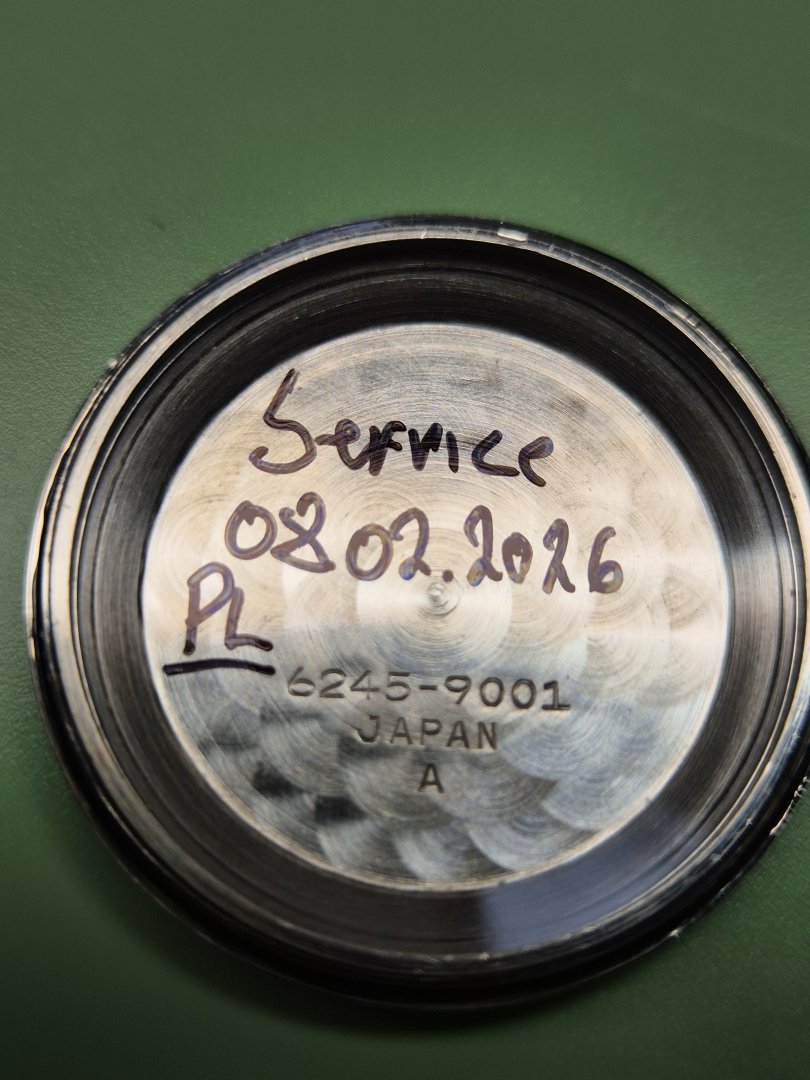 Service
08.02.2026
PL
6245-9001
JAPAN
A